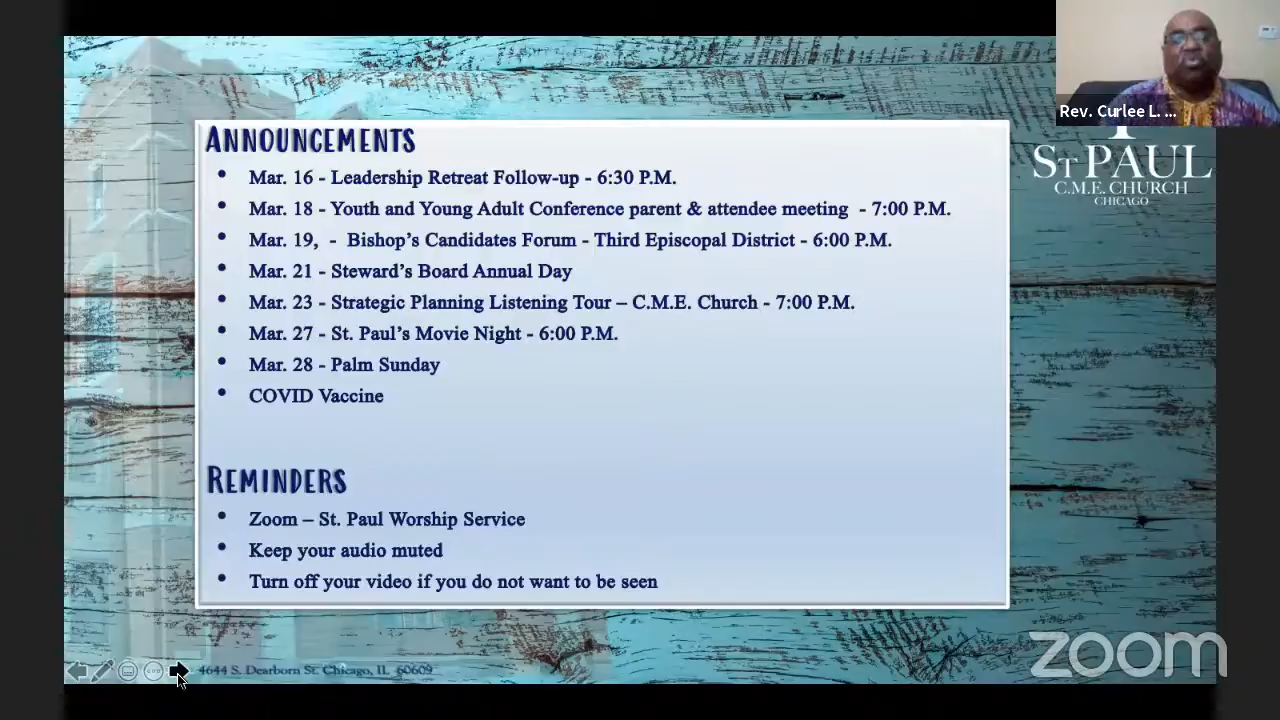 ANNOUNCEMENTS
• Mar. 16 - Leadership Retreat Follow-up - 6:30 P.M.
• Mar. 18 - Youth and Young Adult Conference parent & attendee meeting - 7:00 P.M.
• Mar. 19, - Bishop's Candidates Forum - Third Episcopal District - 6:00 P.M.
• Mar. 21 - Steward's Board Annual Day
• Mar. 23 - Strategic Planning Listening Tour – C.M.E. Church - 7:00 P.M.
• Mar. 27 - St. Paul's Movie Night - 6:00 P.M.
• Mar. 28 - Palm Sunday
• COVID Vaccine
REMINDERS
• Zoom – St. Paul Worship Service
• Keep your audio muted
• Turn off your video if you do not want to be seen
4644 S. Dearborn St. Chicago, IL 60609
Rev. Curlee L. ...
ST PAUL
C.M.E. CHURCH
CHICAGO
zoom